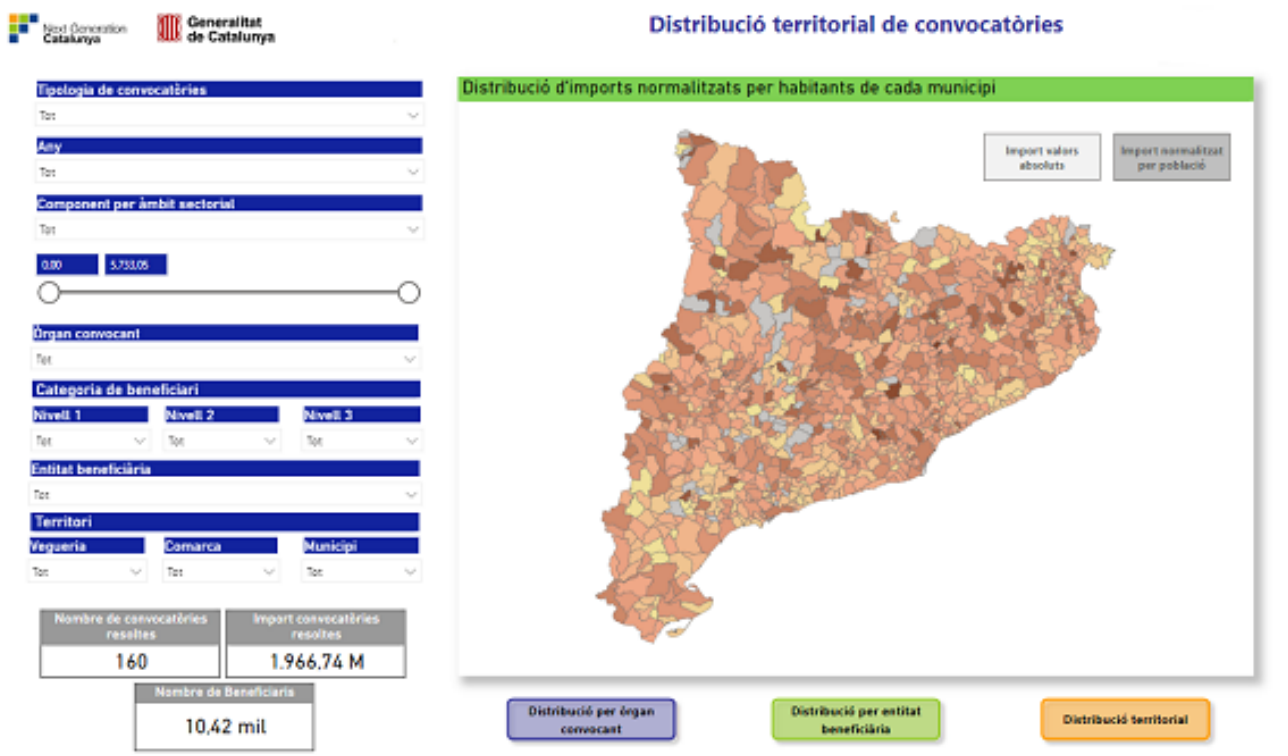 Next Generation
Catalunya
Generalitat
de Catalunya
Distribució territorial de convocatòries
Tipologia de convocatòries
Tot
Any
Tot
Component per àmbit sectorial
Tot
0,00
5.733,05
Òrgan convocant
Tot
Categoria de beneficiari
Nivell 1
Nivell 2
Nivell 3
Tot
Tot
Tot
Entitat beneficiària
Tot
Territori
Vegueria
Comarca
Municipi
Tot
Tot
Tot
Nombre de convocatòries
resoltes
160
Import convocatòries
resoltes
1.966,74 M
Nombre de Beneficiaris
10,42 mil
Distribució d'imports normalitzats per habitants de cada municipi
Import valors
absoluts
Import normalitzat
per població
Distribució per òrgan
convocant
Distribució per entitat
beneficiària
Distribució territorial